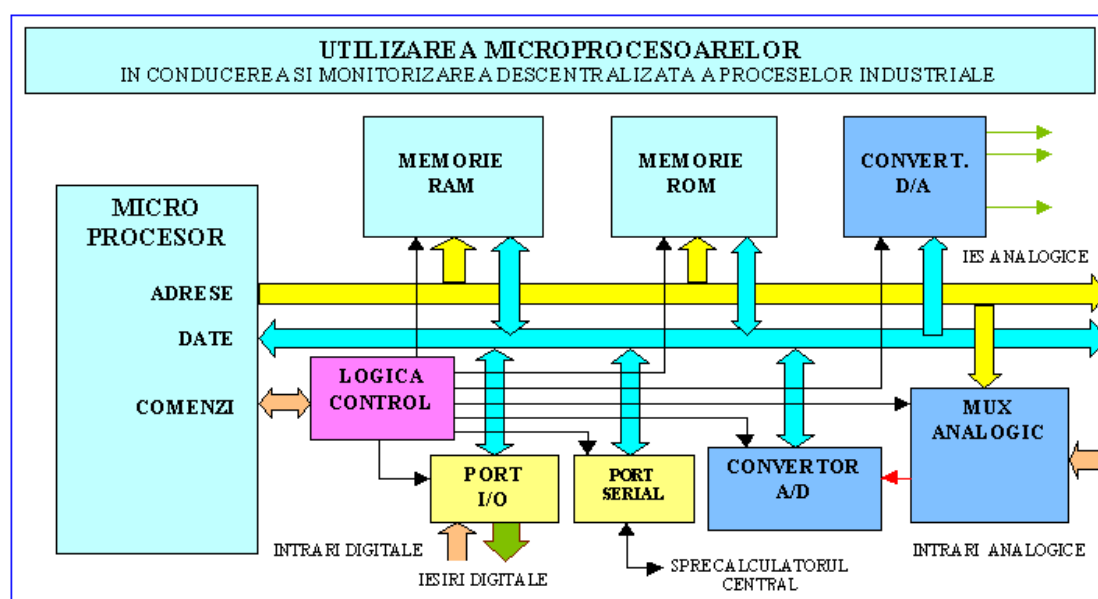 UTILIZAREA MICROPROCESOARELOR
IN CONDUCEREA SI MONITORIZAREA DESCENTRALIZATA A PROCESELOR INDUSTRIALE
MEMORIE
RAM
MEMORIE
ROM
CONVERT.
D/A
MICRO
PROCESOR
IES ANALOGICE
ADRESE
DATE
COMENZI
LOGICA
CONTROL
MUX
ANALOGIC
PORT
I/O
PORT
SERIAL
CONVERTOR
A/D
INTRARI DIGITALE
IESIRI DIGITALE
SPRE CALCULATORUL
CENTRAL
INTRARI ANALOGICE